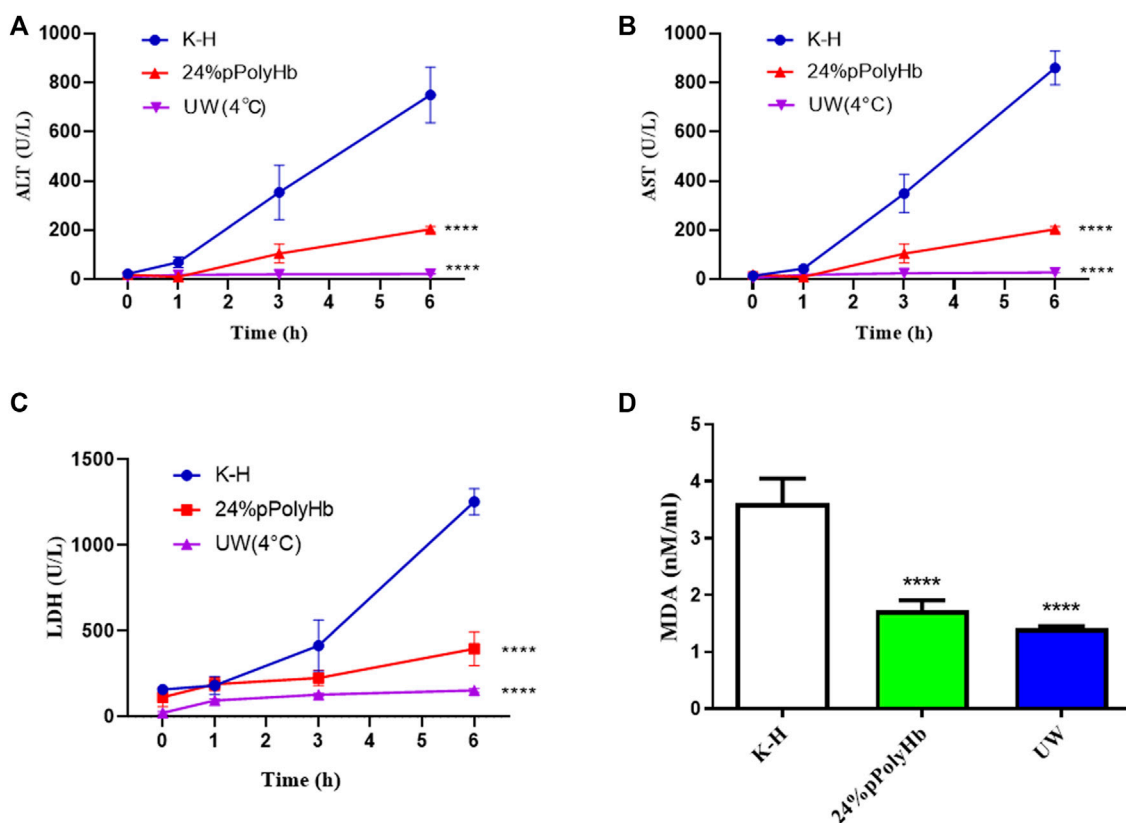 A
1000
800
600
400
200
0
ALT (U/L)
K-H
24%pPolyHb
UW(4℃)
****
****
0 1 2 3 4 5 6
Time (h)
B
1000
800
600
400
200
0
AST (U/L)
K-H
24%pPolyHb
UW(4℃)
****
****
0 1 2 3 4 5 6
Time (h)
C
1500
1000
500
0
LDH (U/L)
K-H
24%pPolyHb
UW(4°C)
****
****
0 1 2 3 4 5 6
Time (h)
D
5
4
3
2
1
0
MDA (nM/ml)
****
****
K-H
24%pPolyHb
UW